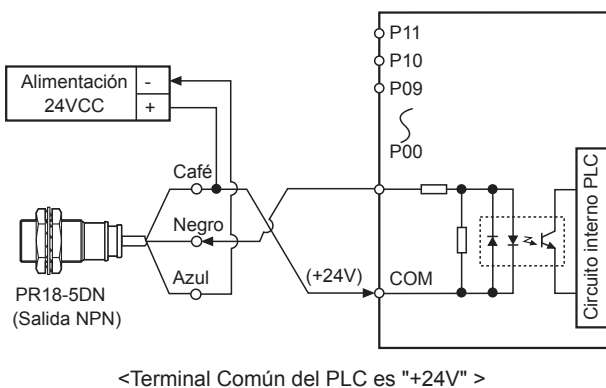 P11
P10
P09
P00
Alimentación -
24VCC +
Café
Negro
Azul
(+24V)
COM
Circuito interno PLC
PR18-5DN
(Salida NPN)
<Terminal Común del PLC es "+24V" >